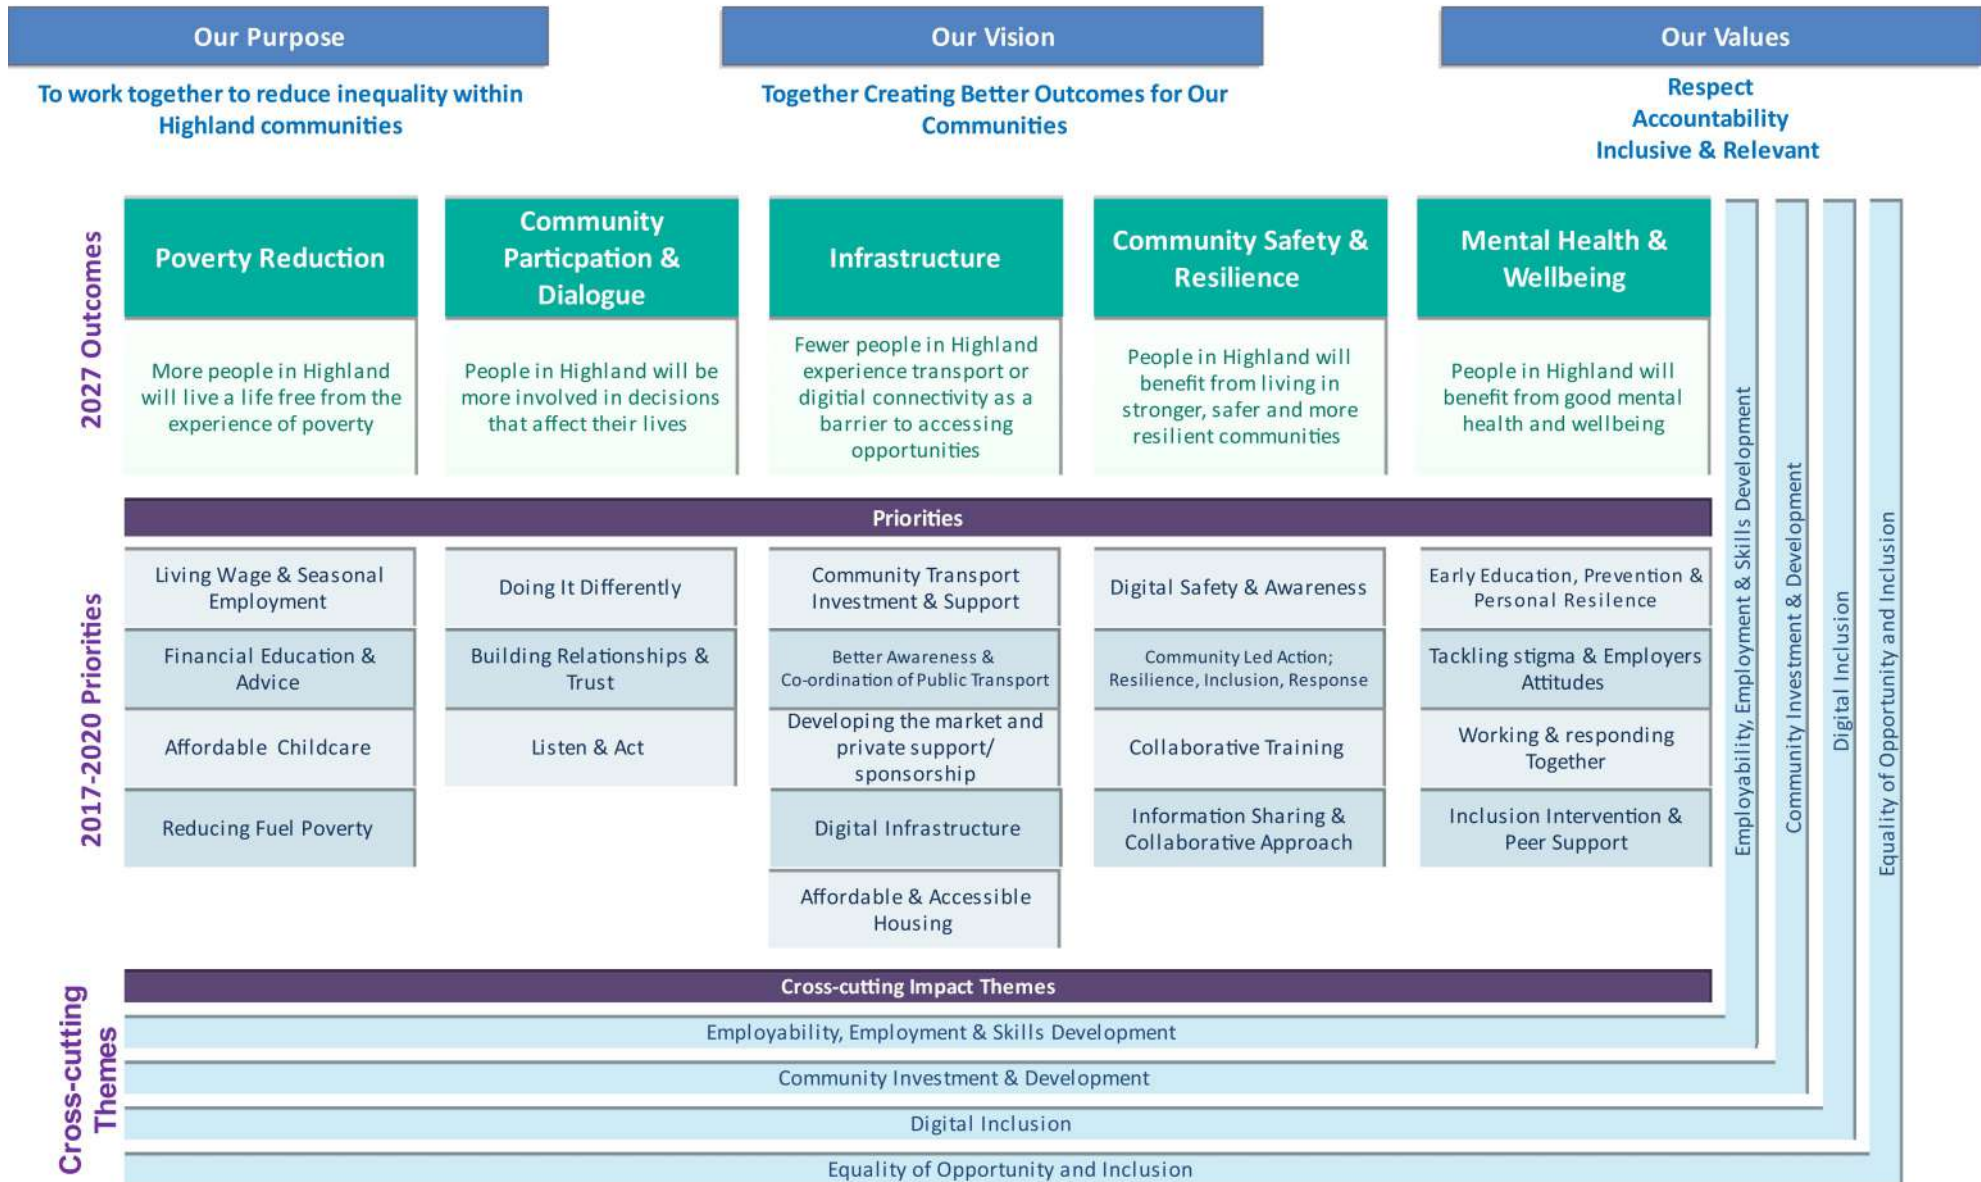 Our Purpose
To work together to reduce inequality within
Highland communities
Our Vision
Together Creating Better Outcomes for Our
Communities
Our Values
Respect
Accountability
Inclusive & Relevant
2027 Outcomes
Poverty Reduction
More people in Highland
will live a life free from the
experience of poverty
Community
Particpation &
Dialogue
People in Highland will be
more involved in decisions
that affect their lives
Infrastructure
Fewer people in Highland
experience transport or
digitial connectivity as a
barrier to accessing
opportunities
Community Safety &
Resilience
People in Highland will
benefit from living in
stronger, safer and more
resilient communities
Mental Health &
Wellbeing
People in Highland will
benefit from good mental
health and wellbeing
Priorities
2017-2020 Priorities
Living Wage & Seasonal
Employment
Financial Education &
Advice
Affordable Childcare
Reducing Fuel Poverty
Doing It Differently
Building Relationships &
Trust
Listen & Act
Community Transport
Investment & Support
Better Awareness &
Co-ordination of Public Transport
Developing the market and
private support/
sponsorship
Digital Infrastructure
Affordable & Accessible
Housing
Digital Safety & Awareness
Community Led Action;
Resilience, Inclusion, Response
Collaborative Training
Information Sharing &
Collaborative Approach
Early Education, Prevention &
Personal Resilence
Tackling stigma & Employers
Attitudes
Working & responding
Together
Inclusion Intervention &
Peer Support
Employability, Employment & Skills Development
Community Investment & Development
Digital Inclusion
Equality of Opportunity and Inclusion
Cross-cutting
Themes
Cross-cutting Impact Themes
Employability, Employment & Skills Development
Community Investment & Development
Digital Inclusion
Equality of Opportunity and Inclusion